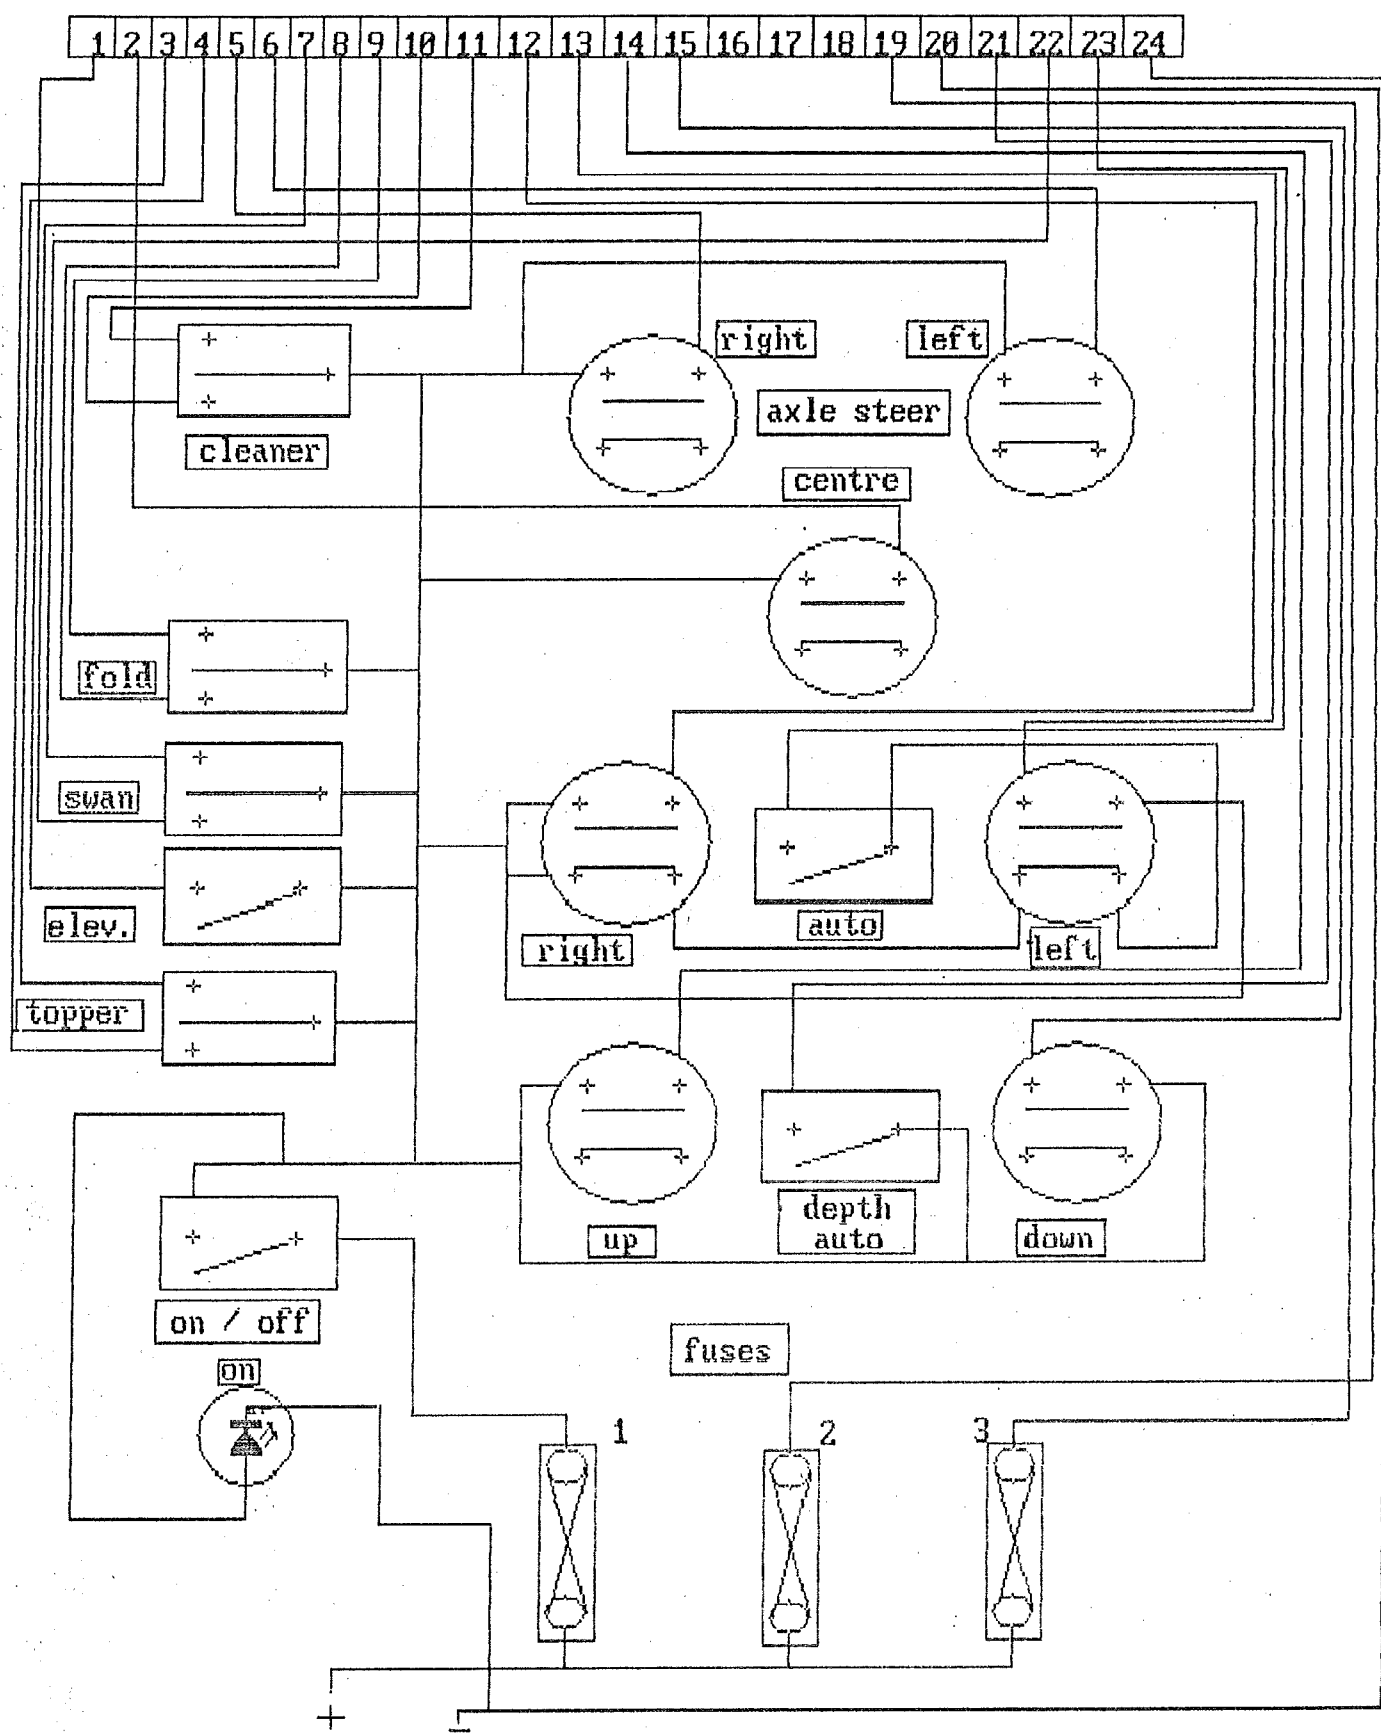 1 2 3 4 5 6 7 8 9 10 11 12 13 14 15 16 17 18 19 20 21 22 23 24
right
left
axle steer
cleaner
centre
fold
swan
elev.
auto
right
left
topper
depth
auto
up
down
on / off
fuses
on
1
2
3
+
-